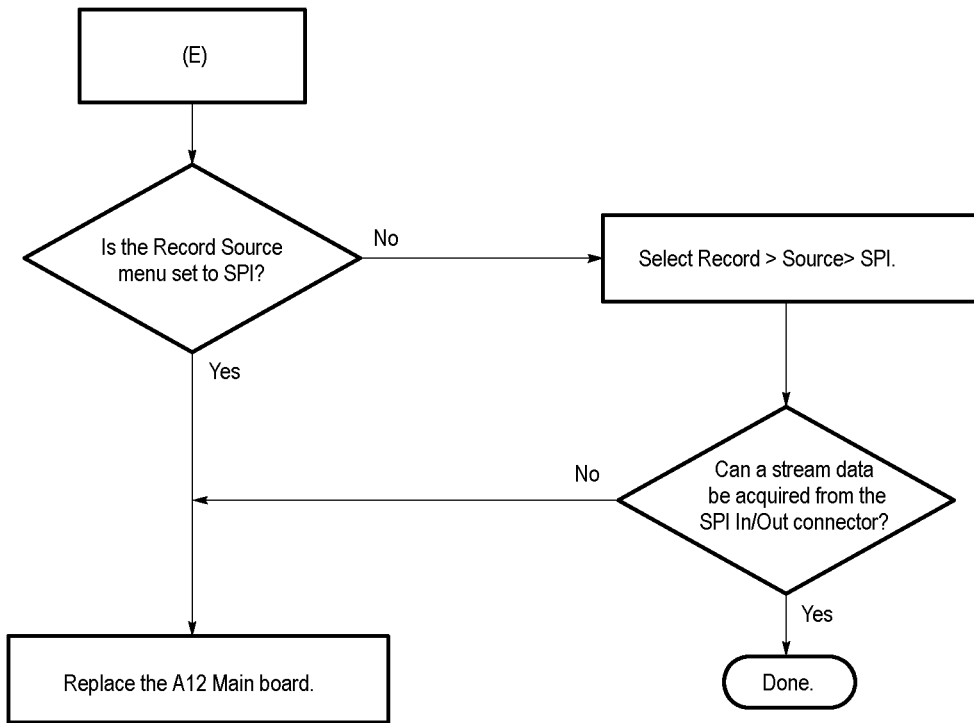 (E)
Is the Record Source
menu set to SPI?
No
Select Record > Source> SPI.
Yes
Can a stream data
be acquired from the
SPI In/Out connector?
No
Yes
Replace the A12 Main board.
Done.